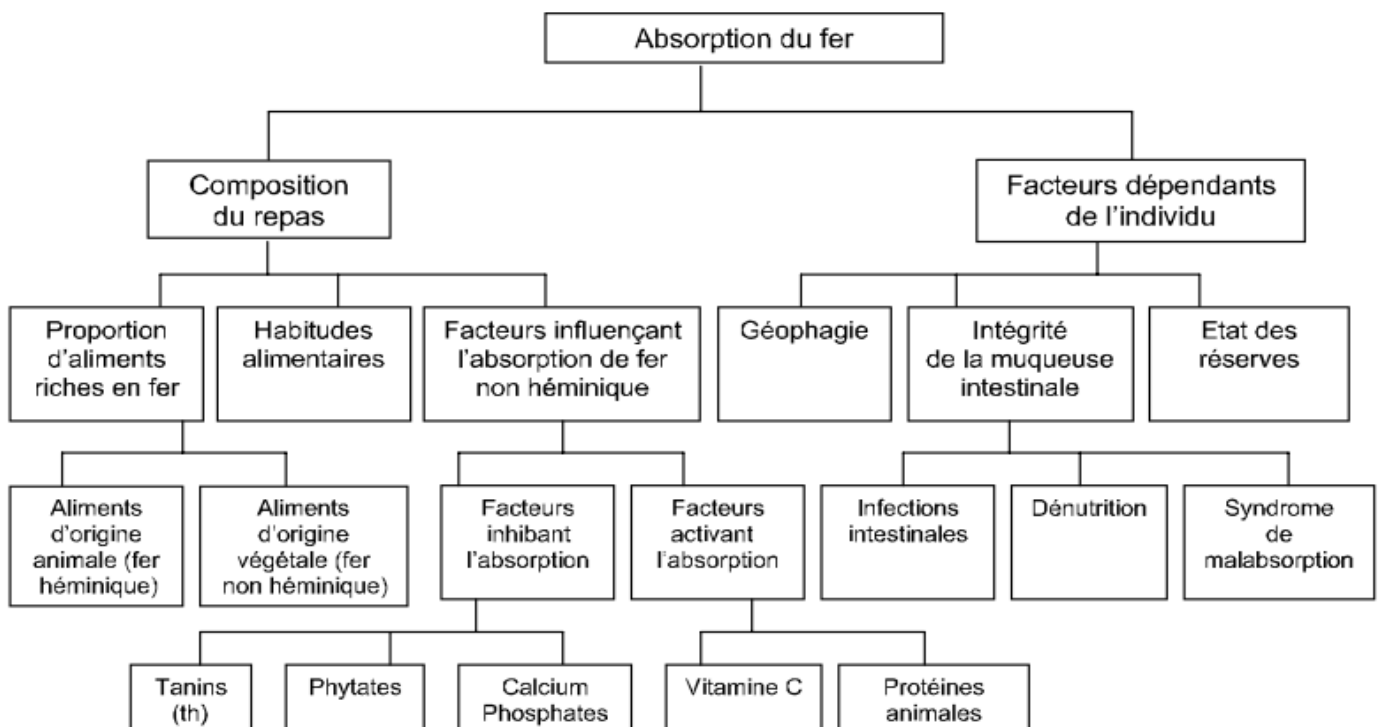 Absorption du fer
Composition
du repas
Facteurs dépendants
de l'individu
Proportion
d'aliments
riches en fer
Habitudes
alimentaires
Facteurs influençant
l'absorption de fer
non héminique
Géophagie
Intégrité
de la muqueuse
intestinale
Etat des
réserves
Aliments
d'origine
animale (fer
héminique)
Aliments
d'origine
végétale (fer
non héminique)
Facteurs
inhibant
l'absorption
Facteurs
activant
l'absorption
Infections
intestinales
Dénutrition
Syndrome
de
malabsorption
Tanins
(th)
Phytates
Calcium
Phosphates
Vitamine C
Protéines
animales